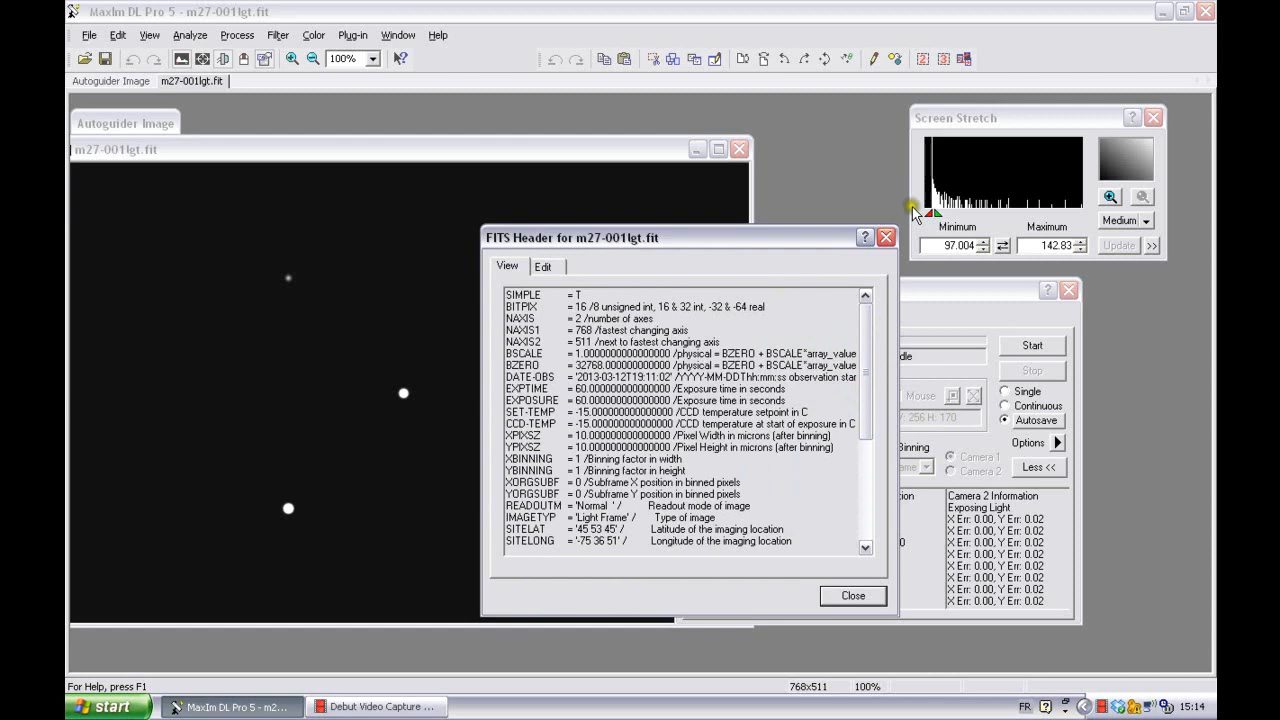 MaxIm DL Pro 5 - m27-001lgt.fit
File Edit View Analyze Process Filter Color Plug-in Window Help
100%
Autoguider Image m27-001lgt.fit
Autoguider Image
m27-001lgt.fit
Screen Stretch
Medium
Minimum Maximum
97.004 142.83 Update >>
FITS Header for m27-001lgt.fit
View Edit
SIMPLE = T
BITPIX = 16 /8 unsigned int, 16 & 32 int, -32 & -64 real
NAXIS = 2 /number of axes
NAXIS1 = 768 /fastest changing axis
NAXIS2 = 511 /next to fastest changing axis
BSCALE = 1.0000000000000000 /physical = BZERO + BSCALE*array_value
BZERO = 32768.000000000000 /physical = BZERO + BSCALE*array_value
DATE-OBS = '2013-03-12T19:11:02' /YYYY-MM-DDThh:mm:ss observation star
EXPTIME = 60.000000000000000 /Exposure time in seconds
EXPOSURE = 60.000000000000000 /Exposure time in seconds
SET-TEMP = -15.000000000000000 /CCD temperature setpoint in C
CCD-TEMP = -15.000000000000000 /CCD temperature at start of exposure in C
XPIXSZ = 10.000000000000000 /Pixel Width in microns (after binning)
YPIXSZ = 10.000000000000000 /Pixel Height in microns (after binning)
XBINNING = 1 /Binning factor in width
YBINNING = 1 /Binning factor in height
XORGSUBF = 0 /Subframe X position in binned pixels
YORGSUBF = 0 /Subframe Y position in binned pixels
READOUTM = 'Normal ' / Readout mode of image
IMAGETYP = 'Light Frame' / Type of image
SITELAT = '45 53 45' / Latitude of the imaging location
SITELONG = '-75 36 51' / Longitude of the imaging location
Close
dle
Start
Stop
Mouse
V: 256 H: 170
Single
Continuous
Autosave
Options
Binning
ame
Camera 1
Camera 2
Less <<
tion
0
Camera 2 Information
Exposing Light
X Err: 0.00, Y Err: 0.02
X Err: 0.00, Y Err: 0.02
X Err: 0.00, Y Err: 0.02
X Err: 0.00, Y Err: 0.02
X Err: 0.00, Y Err: 0.02
X Err: 0.00, Y Err: 0.02
X Err: 0.00, Y Err: 0.02
X Err: 0.00, Y Err: 0.02
For Help, press F1 768x511 100%
start MaxIm DL Pro 5 - m2... Debut Video Capture ... FR 15:14